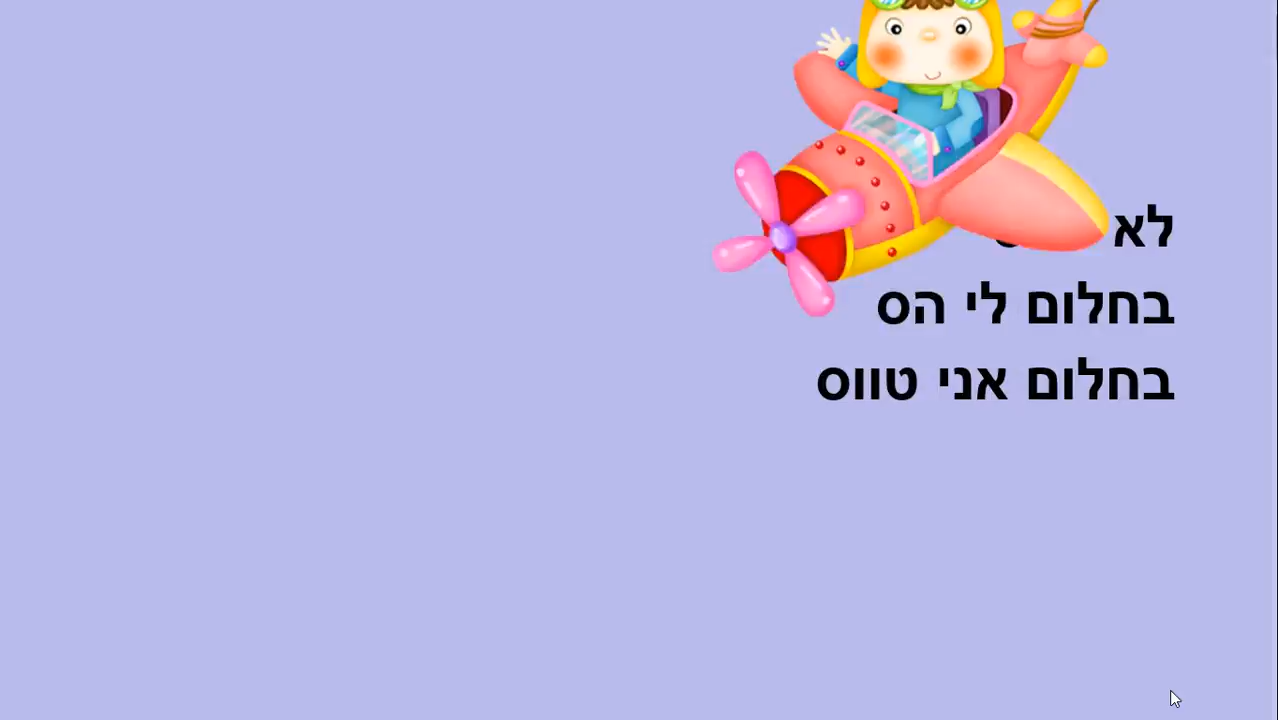 לא
בחלום לי הס
בחלום אני טווס